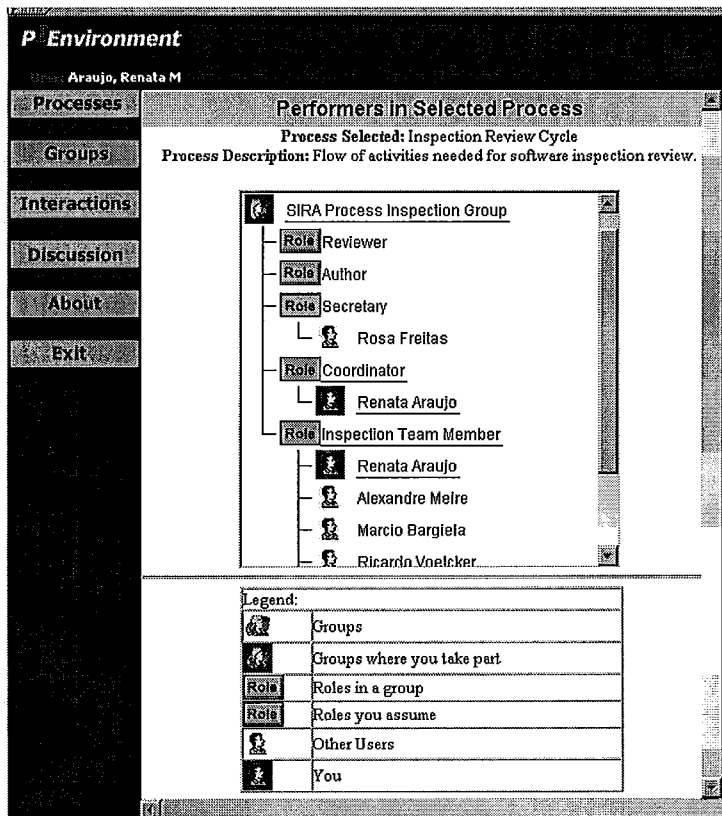 P Environment
User: Araujo, Renata M
Processes
Groups
Interactions
Discussion
About
Exit
Performers in Selected Process
Process Selected: Inspection Review Cycle
Process Description: Flow of activities needed for software inspection review.
SIRA Process Inspection Group
Role Reviewer
Role Author
Role Secretary
Rosa Freitas
Role Coordinator
Renata Araujo
Role Inspection Team Member
Renata Araujo
Alexandre Meire
Marcio Bargiela
Ricardo Voelcker
Legend:
Groups
Groups where you take part
Role Roles in a group
Role Roles you assume
Other Users
You